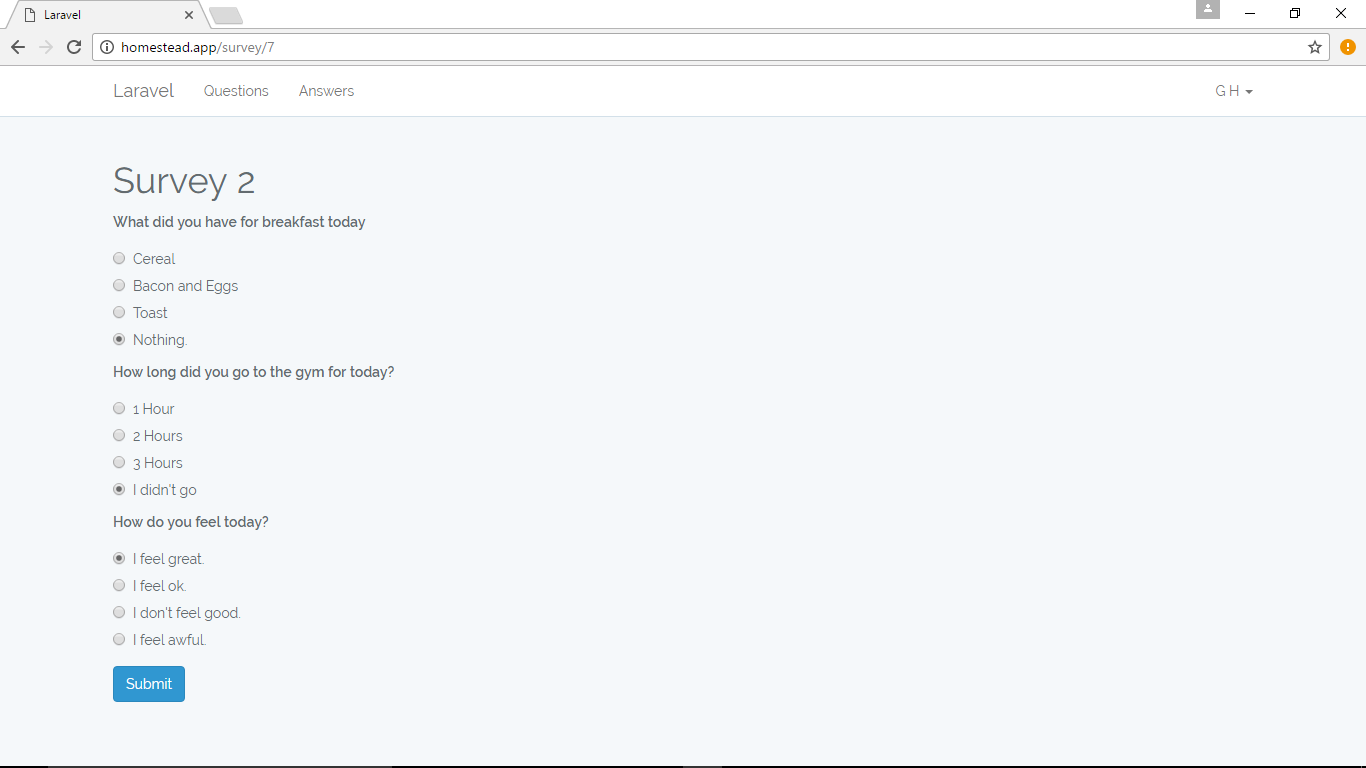 Laravel
homestead.app/survey/7
Laravel Questions Answers G H
Survey 2
What did you have for breakfast today
Cereal
Bacon and Eggs
Toast
Nothing.
How long did you go to the gym for today?
1 Hour
2 Hours
3 Hours
I didn't go
How do you feel today?
I feel great.
I feel ok.
I don't feel good.
I feel awful.
Submit